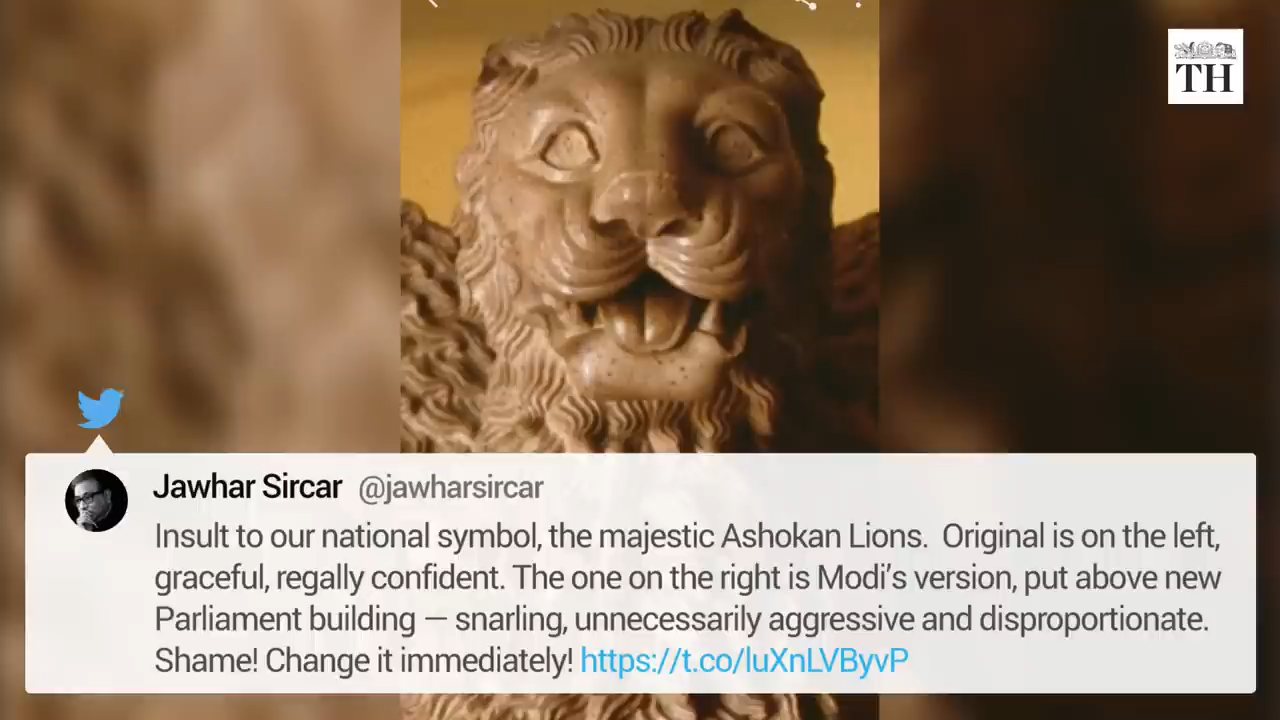 TH
Jawhar Sircar @jawharsircar
Insult to our national symbol, the majestic Ashokan Lions. Original is on the left,
graceful, regally confident. The one on the right is Modi’s version, put above new
Parliament building — snarling, unnecessarily aggressive and disproportionate.
Shame! Change it immediately! https://t.co/luXnLVByvP